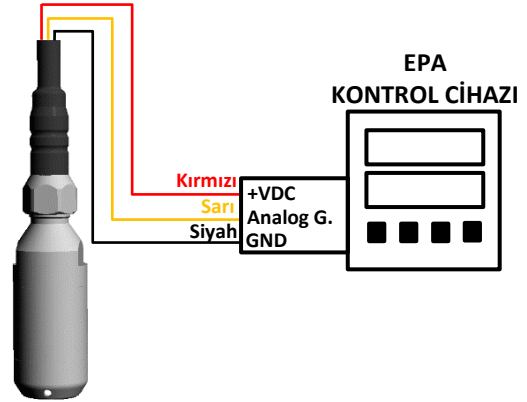 EPA
KONTROL CİHAZI
Kırmızı
+VDC
Sarı
Analog G.
Siyah
GND